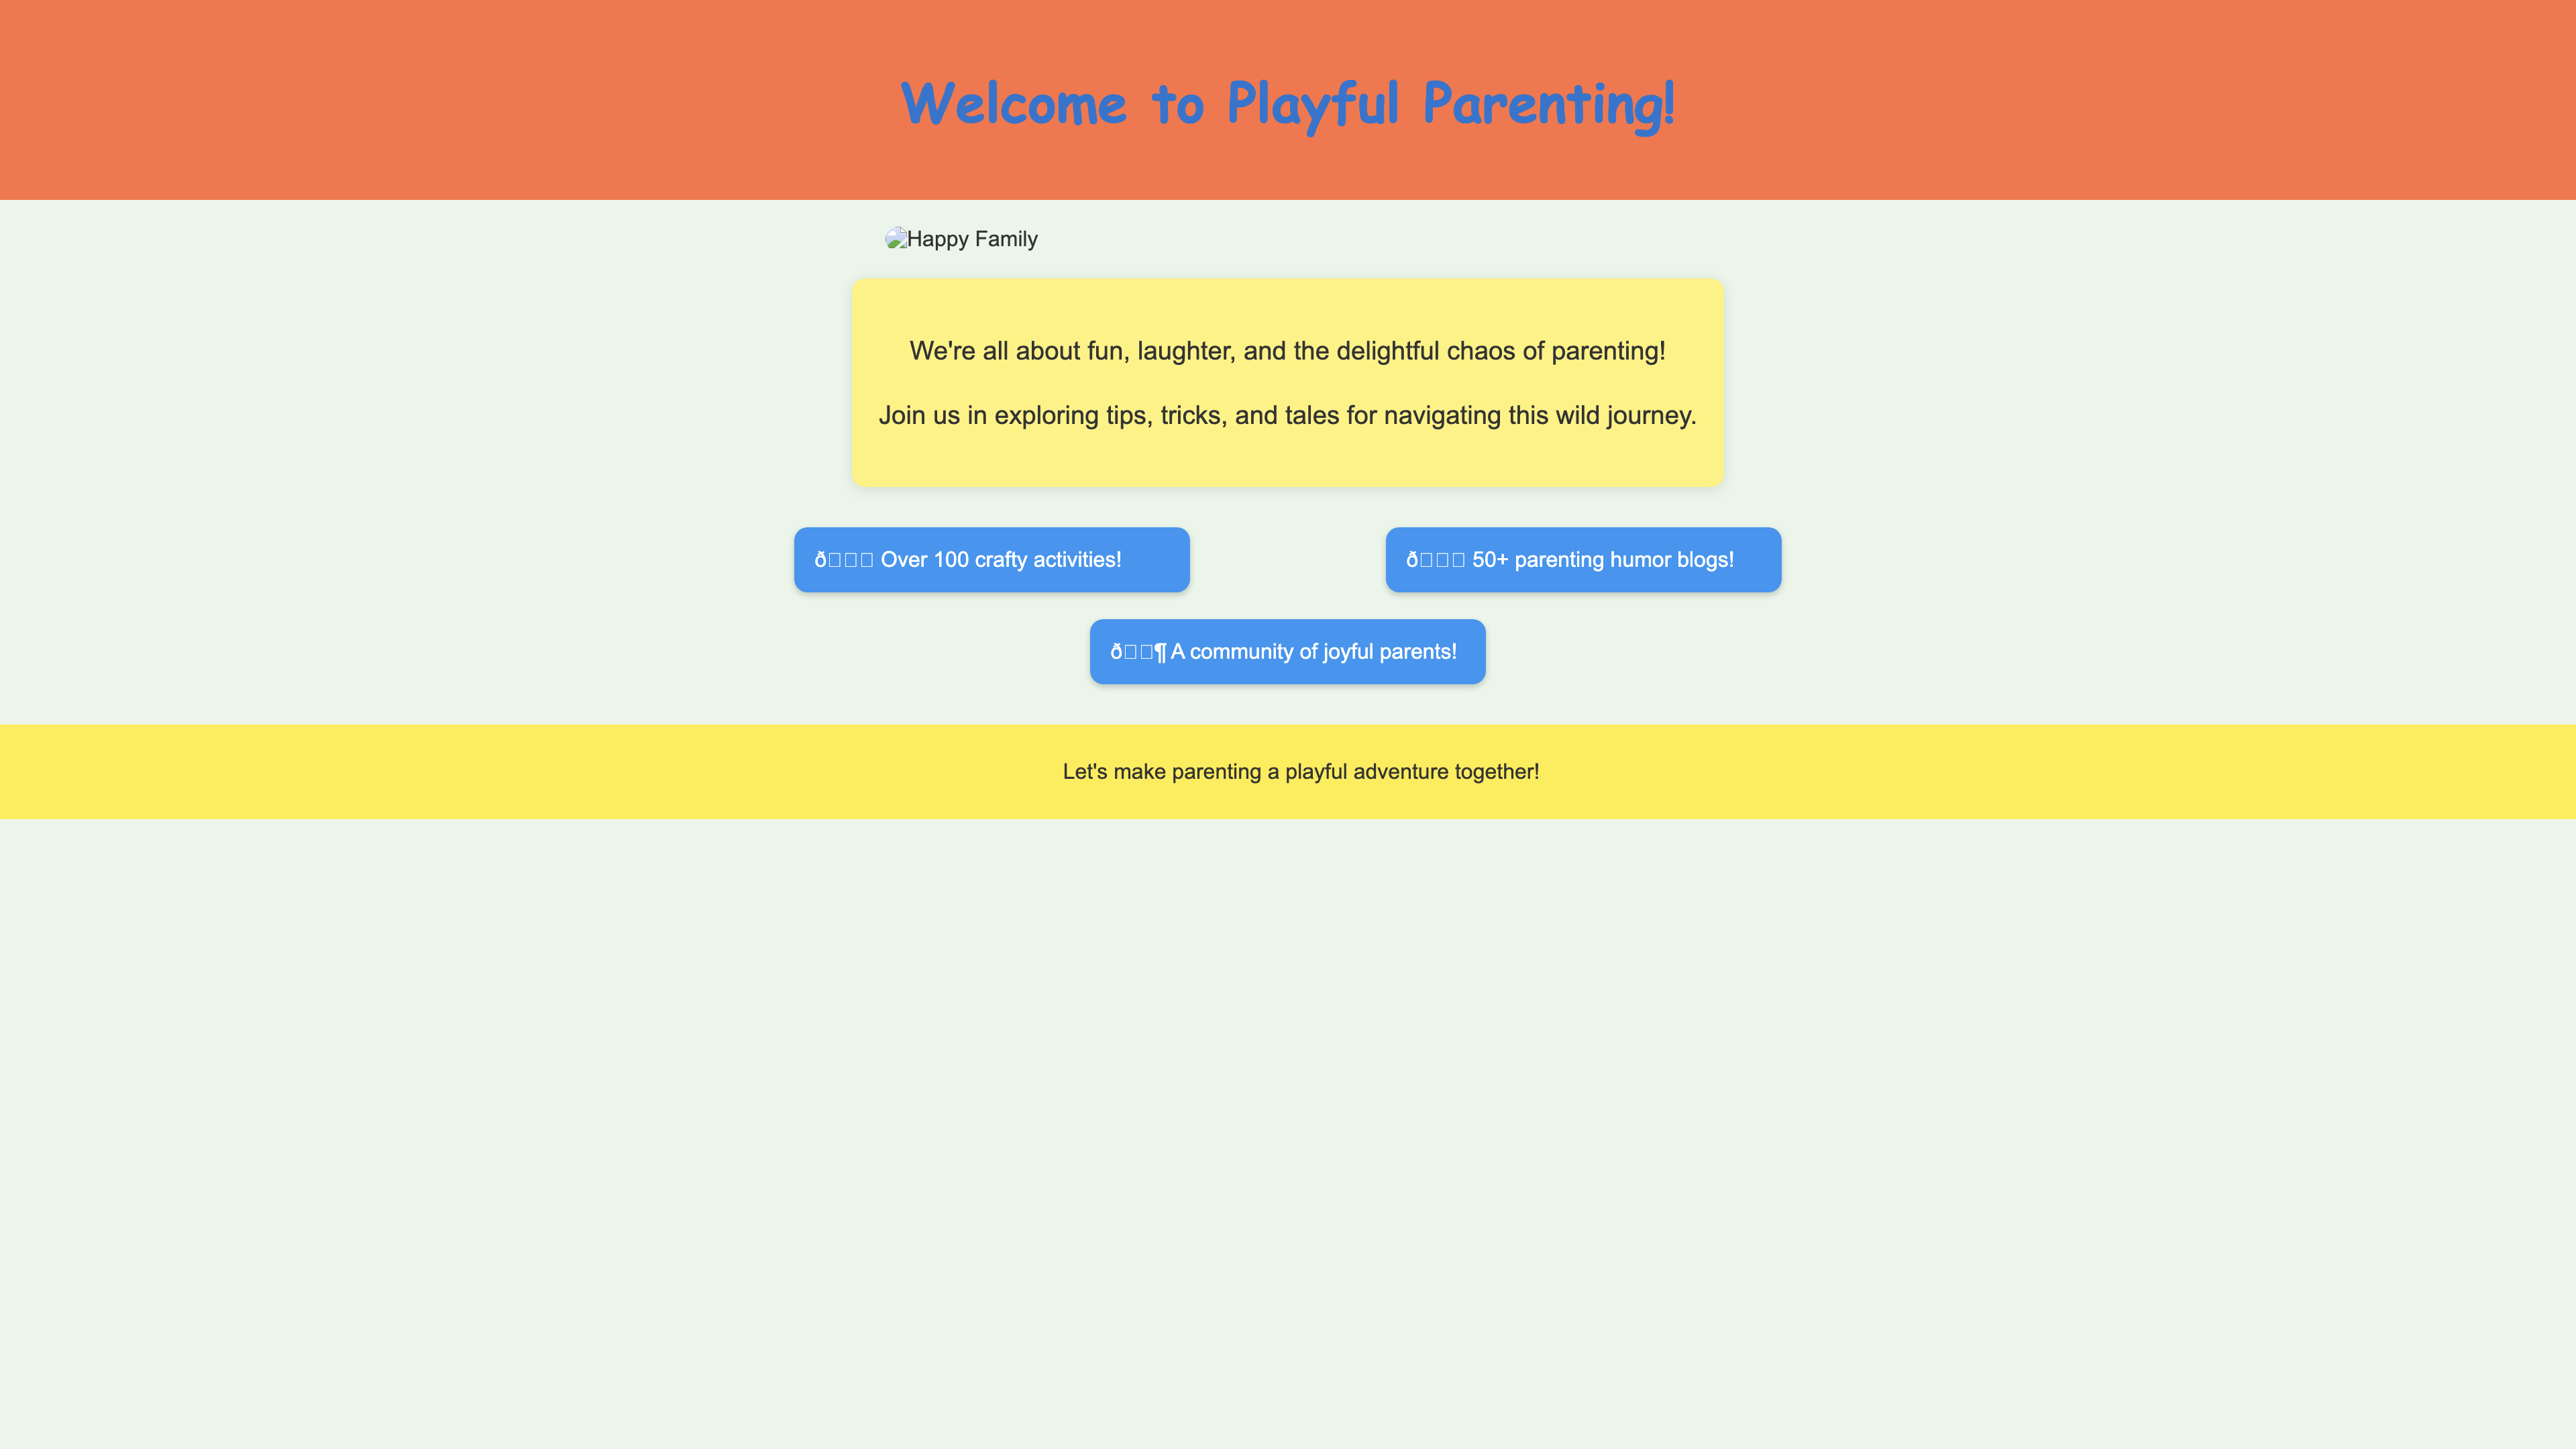 Welcome to Playful Parenting!
Happy Family
We're all about fun, laughter, and the delightful chaos of parenting!
Join us in exploring tips, tricks, and tales for navigating this wild journey.
ð□□□ Over 100 crafty activities!
ð□□□ 50+ parenting humor blogs!
ð□□¶ A community of joyful parents!
Let's make parenting a playful adventure together!